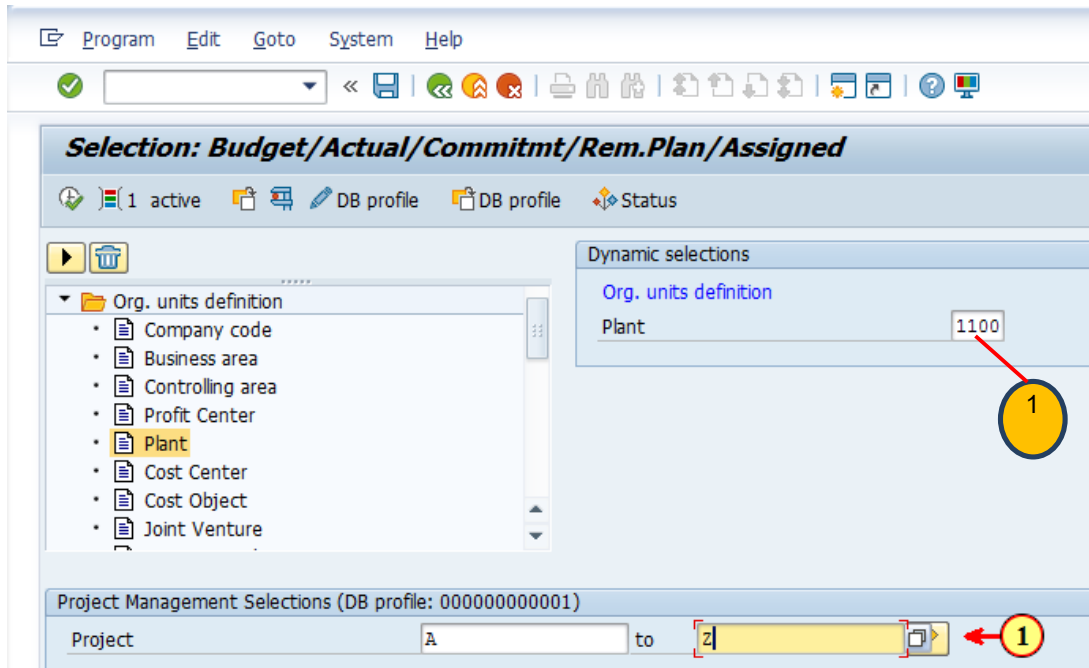 Program Edit Goto System Help
Selection: Budget/Actual/Commitmt/Rem.Plan/Assigned
1 active DB profile DB profile Status
Dynamic selections
Org. units definition
Org. units definition
Company code
Plant 1100
Business area
Controlling area
Profit Center
1
Plant
Cost Center
Cost Object
Joint Venture
Project Management Selections (DB profile: 000000000001)
Project A to Z 1